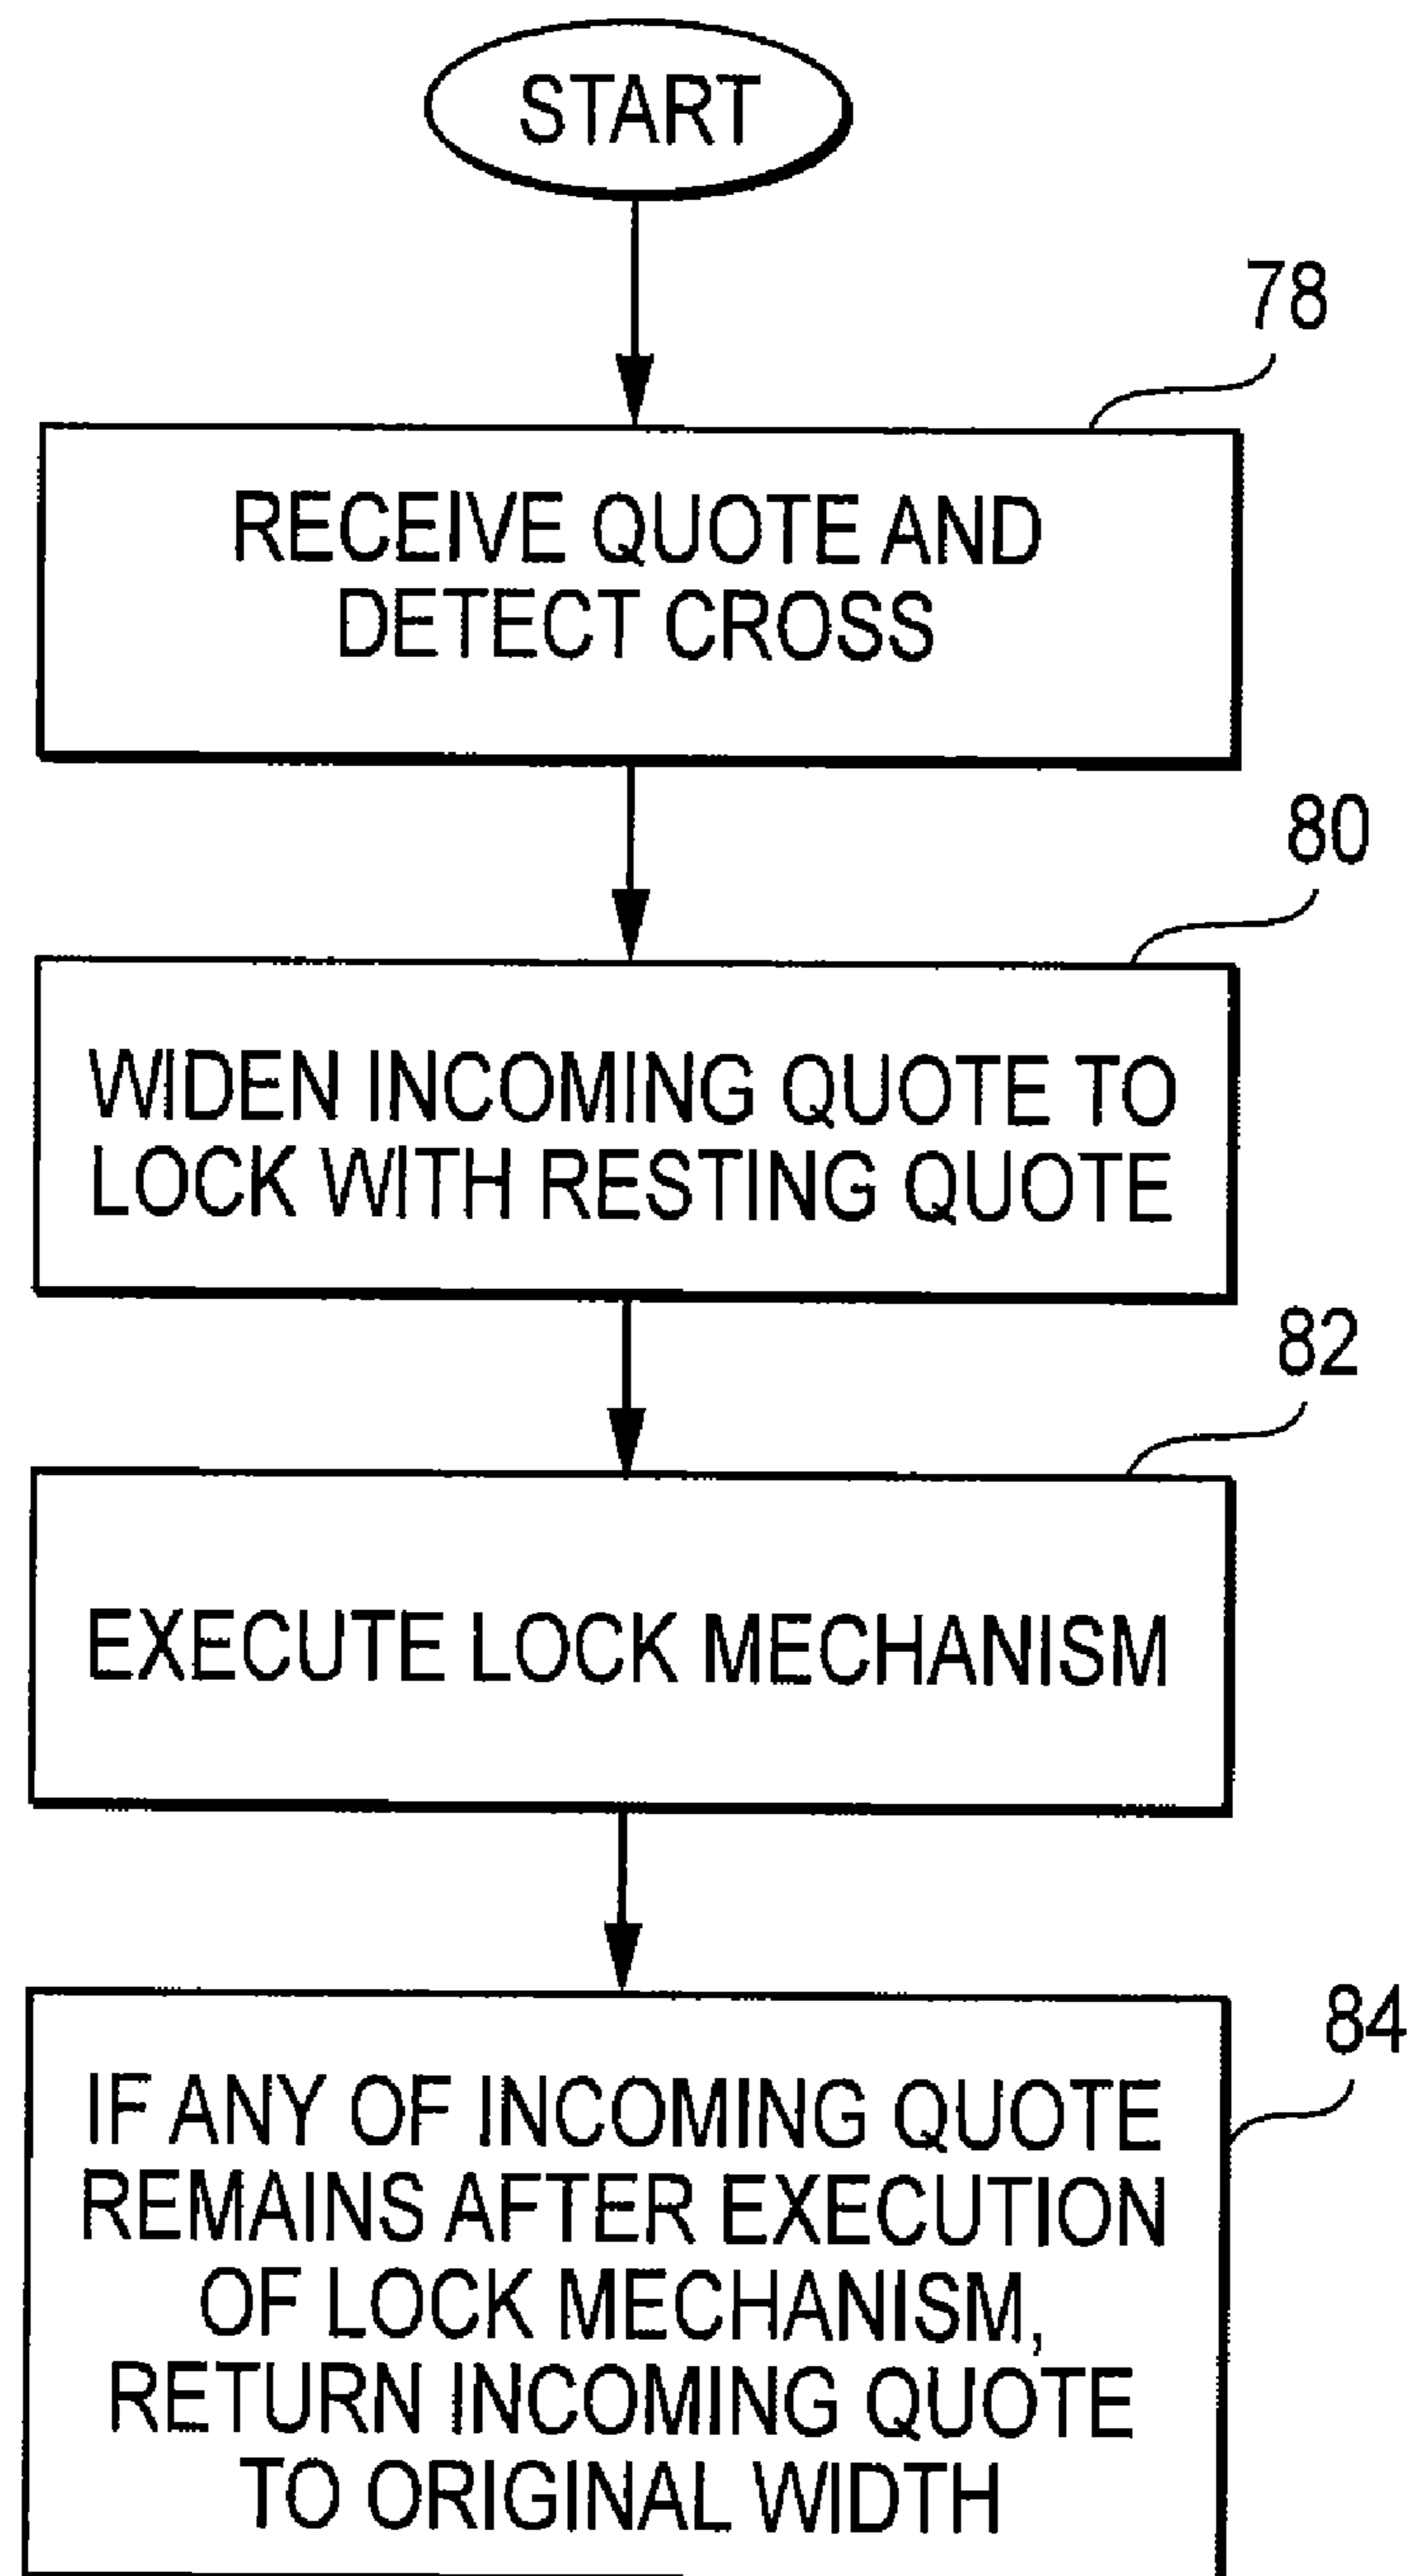 START
78
RECEIVE QUOTE AND
DETECT CROSS
80
WIDEN INCOMING QUOTE TO
LOCK WITH RESTING QUOTE
82
EXECUTE LOCK MECHANISM
84
IF ANY OF INCOMING QUOTE
REMAINS AFTER EXECUTION
OF LOCK MECHANISM,
RETURN INCOMING QUOTE
TO ORIGINAL WIDTH